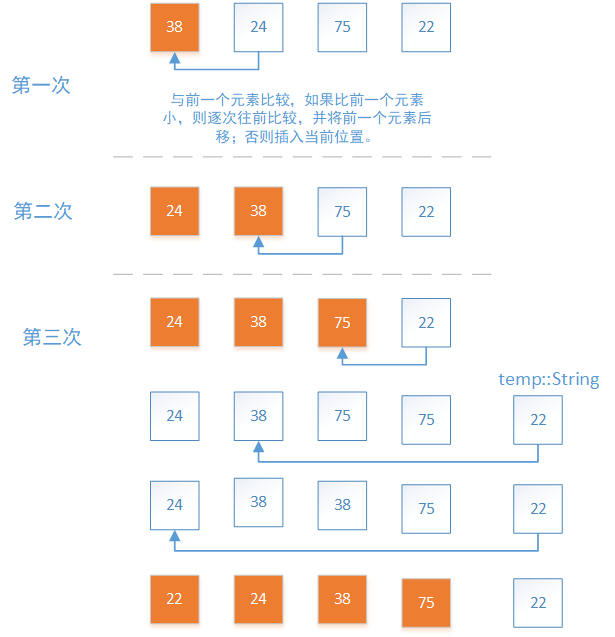 38 24 75 22
第一次
与前一个元素比较，如果比前一个元素
小，则逐次往前比较，并将前一个元素后
移；否则插入当前位置。
第二次
24 38 75 22
第三次
24 38 75 22
temp::String
24 38 75 75 22
24 38 38 75 22
22 24 38 75 22